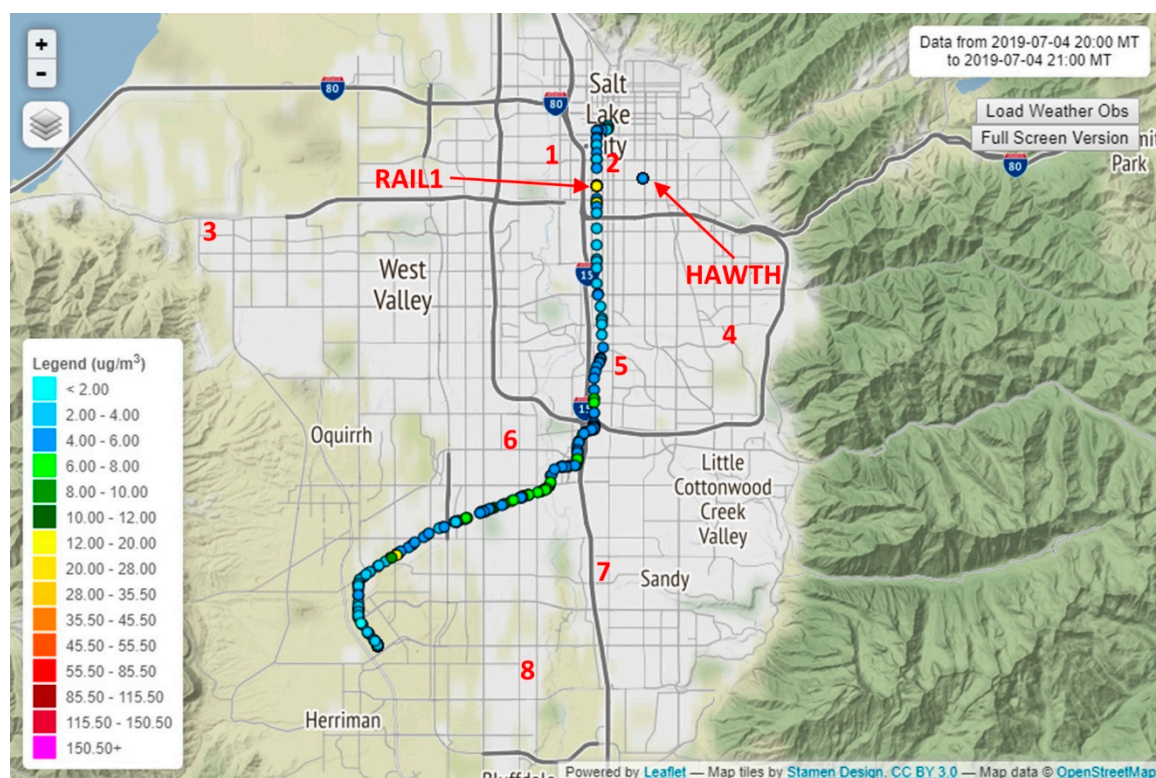 +
-
Data from 2019-07-04 20:00 MT
to 2019-07-04 21:00 MT
Load Weather Obs
Full Screen Version
80
80
80
Salt
Lake
City
Park
1
2
RAIL1
HAWTH
3
West
Valley
15
4
5
15
Legend (ug/m³)
< 2.00
2.00 - 4.00
4.00 - 6.00
6.00 - 8.00
8.00 - 10.00
10.00 - 12.00
12.00 - 20.00
20.00 - 28.00
28.00 - 35.50
35.50 - 45.50
45.50 - 55.50
55.50 - 85.50
85.50 - 115.50
115.50 - 150.50
150.50+
Oquirrh
6
Little
Cottonwood
Creek
Valley
7
Sandy
8
Herriman
Bluffdale
Powered by Leaflet — Map tiles by Stamen Design, CC BY 3.0 — Map data © OpenStreetMap